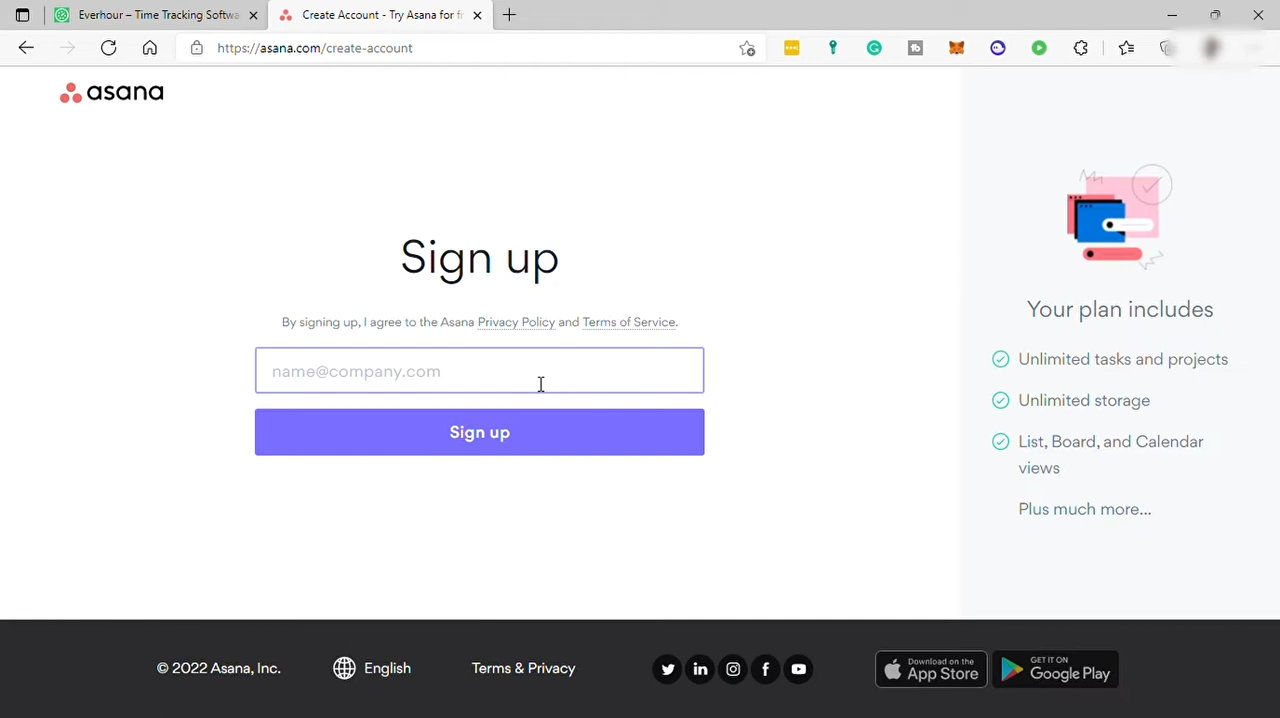 Everhour – Time Tracking Softwa
Create Account - Try Asana for fr
https://asana.com/create-account
asana
Sign up
By signing up, I agree to the Asana Privacy Policy and Terms of Service.
name@company.com
Sign up
Your plan includes
Unlimited tasks and projects
Unlimited storage
List, Board, and Calendar
views
Plus much more...
© 2022 Asana, Inc.
English
Terms & Privacy
Download on the
App Store
GET IT ON
Google Play